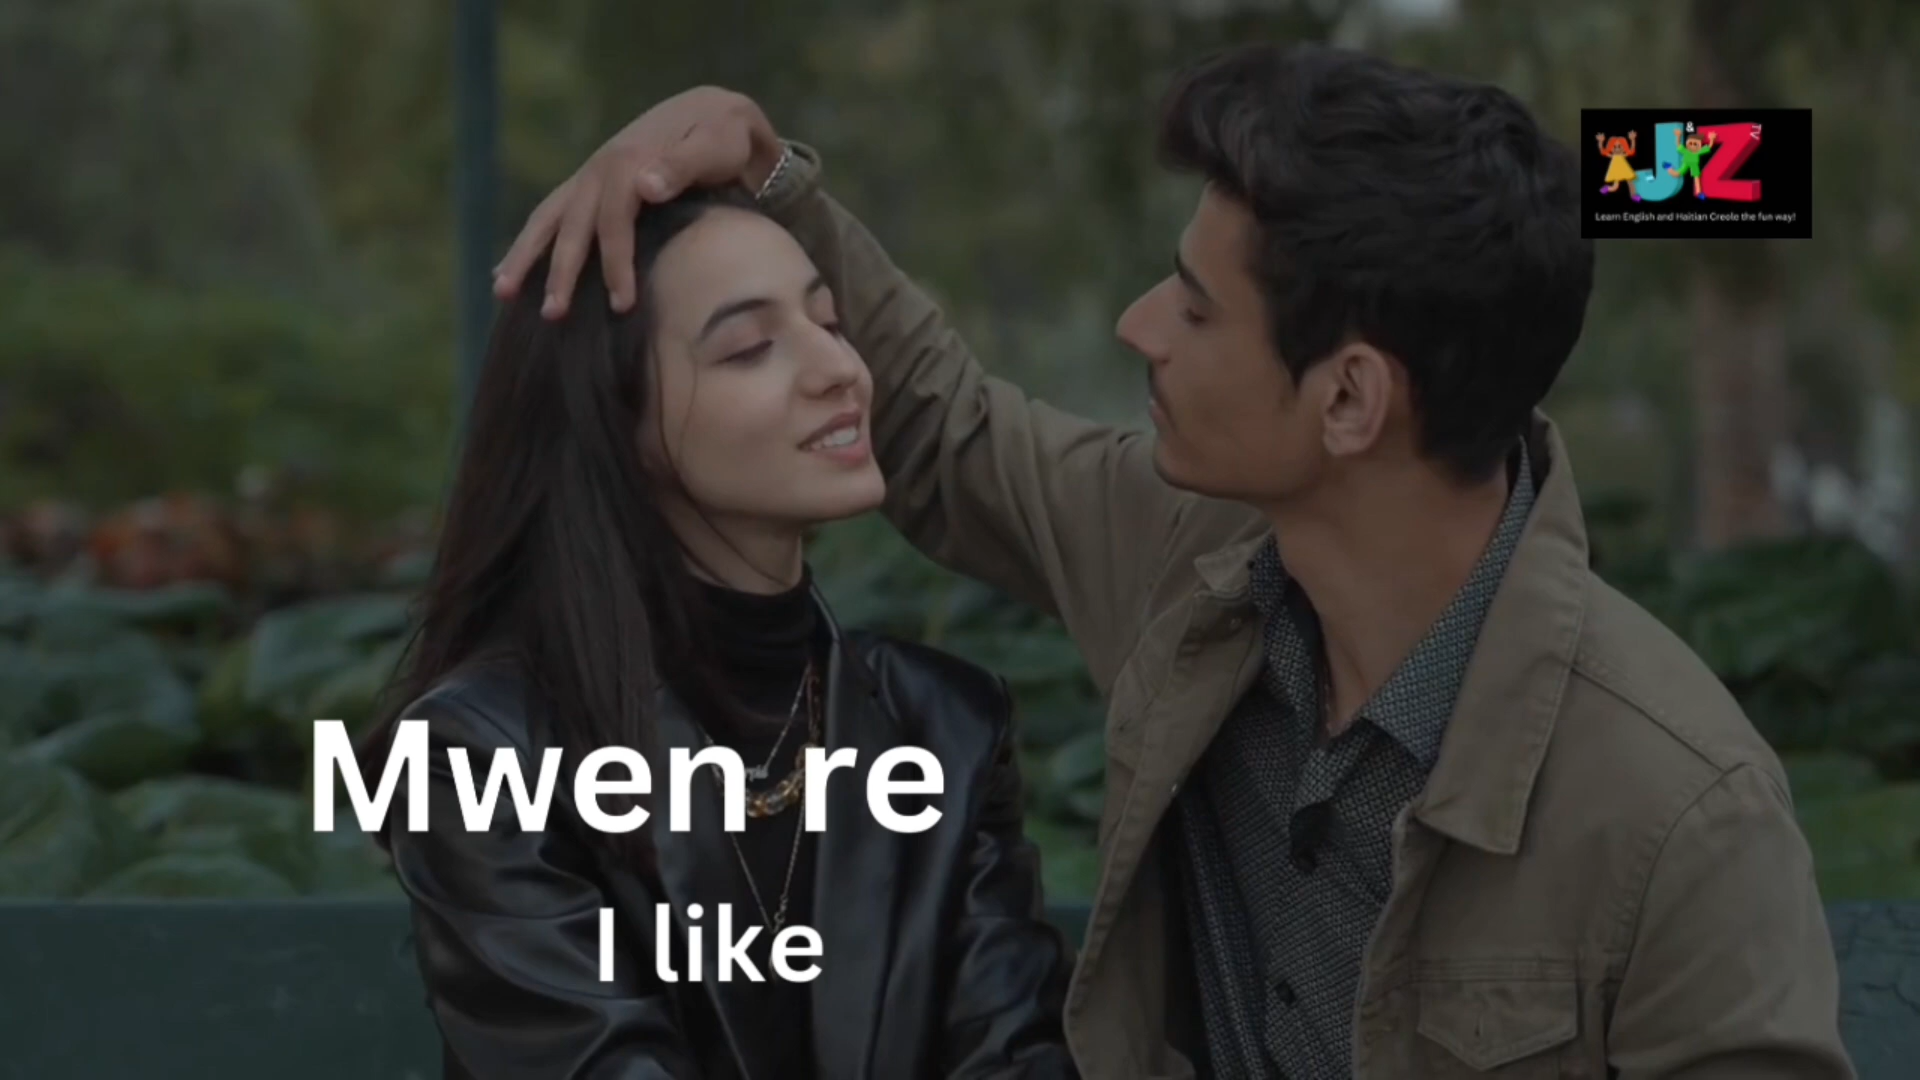 J&Z TV
Learn English and Haitian Creole the fun way!
Mwen re
I like